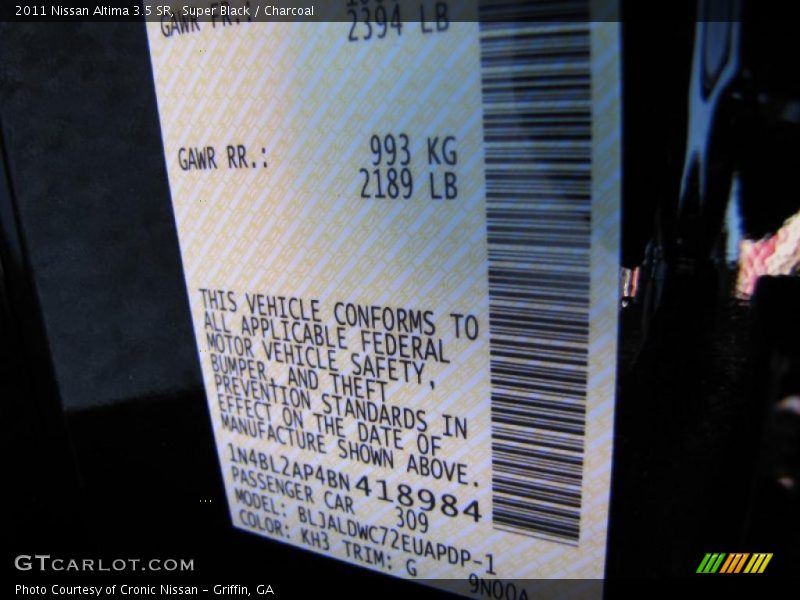 2011 Nissan Altima 3.5 SR, Super Black / Charcoal
GAWR FR.:
2394 LB
GAWR RR.: 993 KG
2189 LB
THIS VEHICLE CONFORMS TO
ALL APPLICABLE FEDERAL
MOTOR VEHICLE SAFETY,
BUMPER, AND THEFT
PREVENTION STANDARDS IN
EFFECT ON THE DATE OF
MANUFACTURE SHOWN ABOVE.
1N4BL2AP4BN418984
PASSENGER CAR 309
MODEL: BLJALDWC72EUAPDP-1
COLOR: KH3 TRIM: G
9N00A
GTCARLOT.COM
Photo Courtesy of Cronic Nissan - Griffin, GA